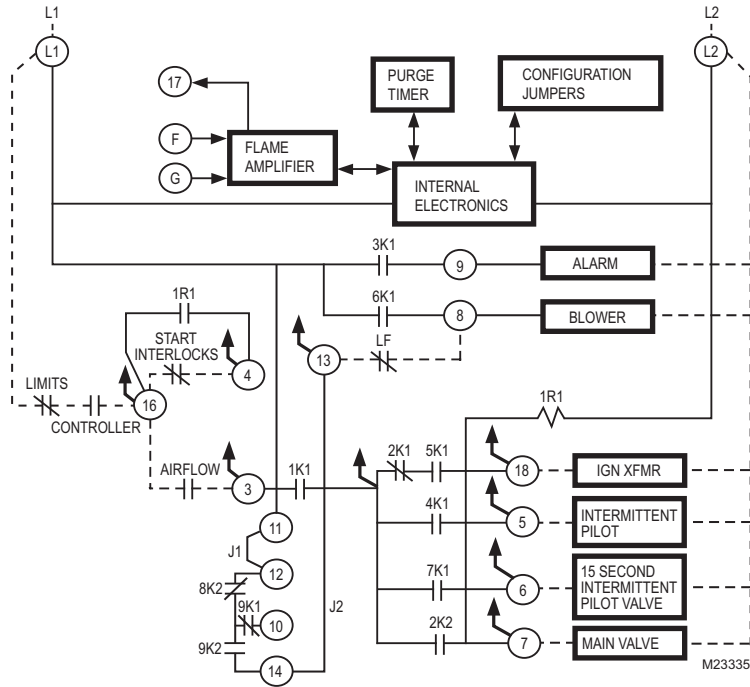 L1
L2
L1
L2
17
PURGE
TIMER
CONFIGURATION
JUMPERS
F
FLAME
AMPLIFIER
G
INTERNAL
ELECTRONICS
3K1
9
ALARM
6K1
8
BLOWER
1R1
START
INTERLOCKS
4
13
LF
LIMITS
16
CONTROLLER
1R1
AIRFLOW
3
1K1
2K1
5K1
18
IGN XFMR
4K1
5
INTERMITTENT
PILOT
11
J1
12
8K2
9K1
10
9K2
14
J2
7K1
6
15 SECOND
INTERMITTENT
PILOT VALVE
2K2
7
MAIN VALVE
M23335